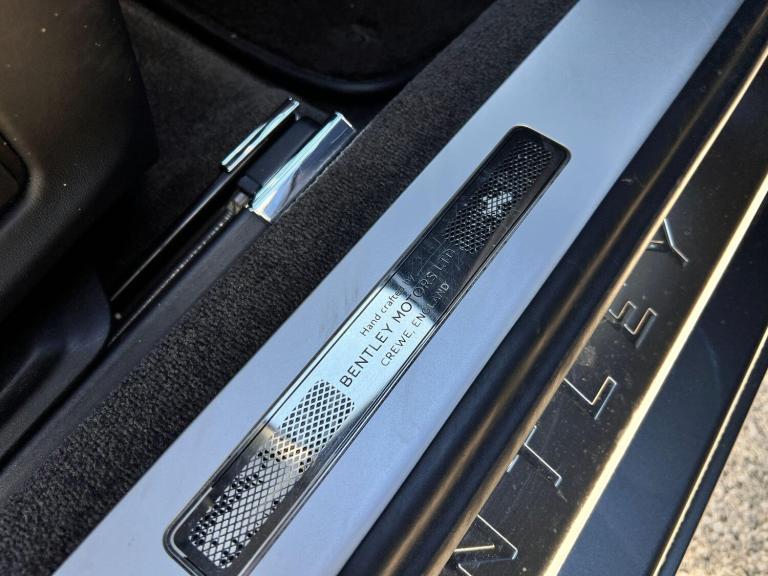 Hand crafted by
BENTLEY MOTORS LTD
CREWE, ENGLAND
NTLEY